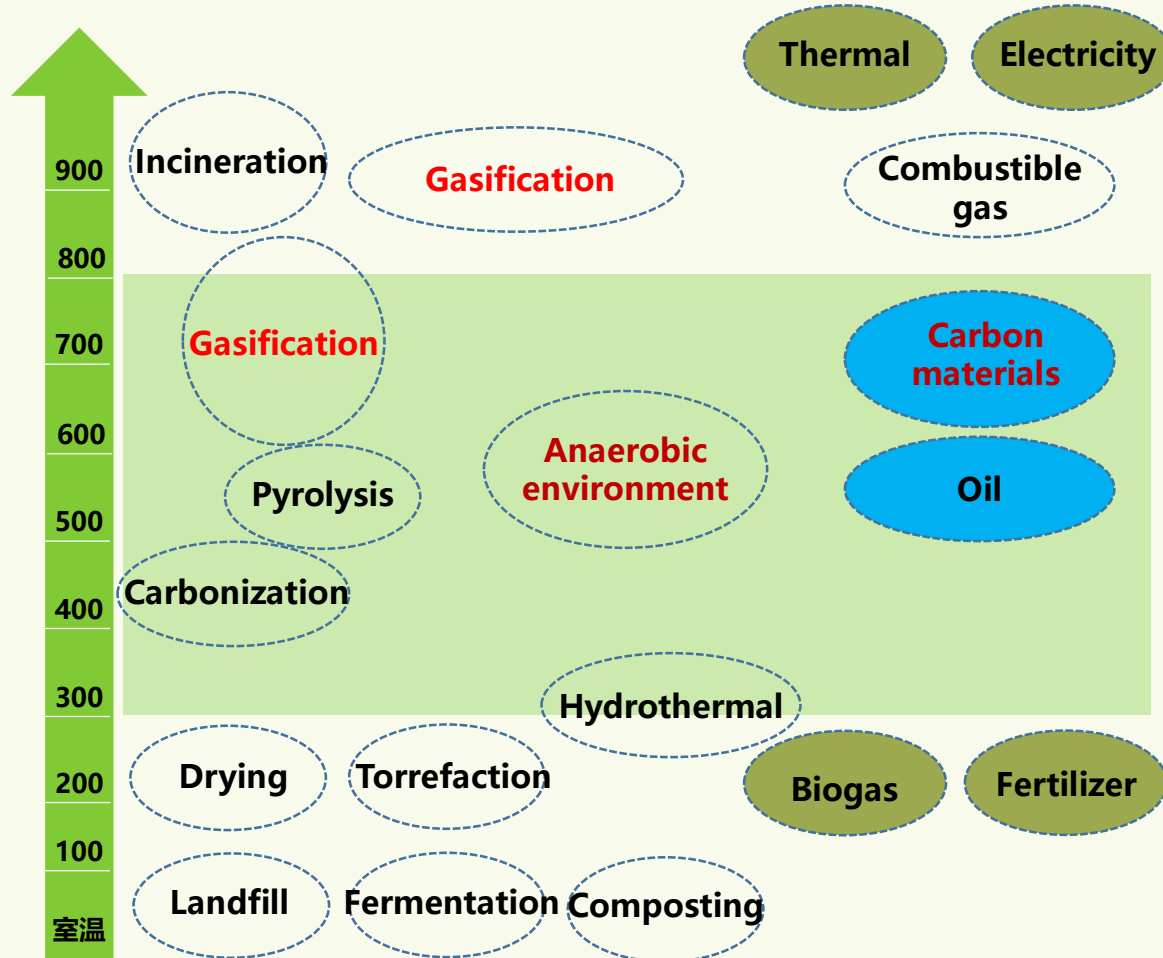 Thermal
Electricity
900
Incineration
Gasification
Combustible
gas
800
700
Gasification
Carbon
materials
600
Anaerobic
environment
Pyrolysis
Oil
500
Carbonization
400
300
Hydrothermal
Drying
Torrefaction
Biogas
Fertilizer
200
100
Landfill
Fermentation
Composting
室温